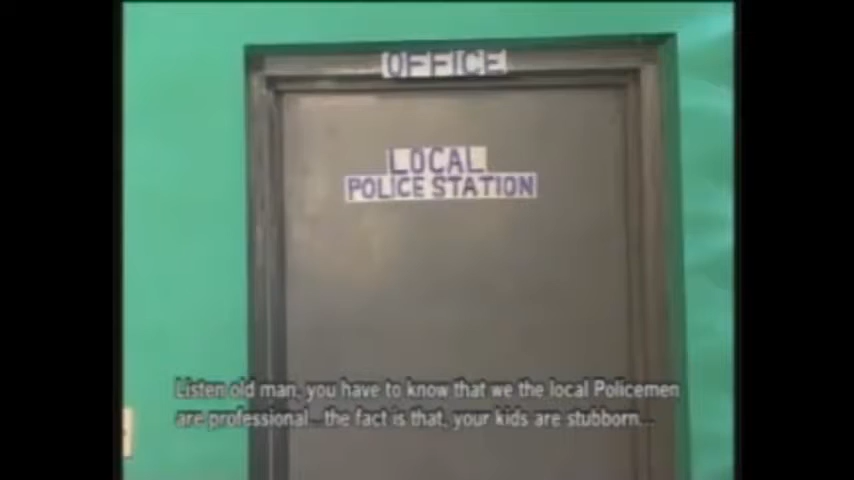 OFFICE
LOCAL
POLICE STATION
Listen old man, you have to know that we the local Policemen
are professional...the fact is that, your kids are stubborn...